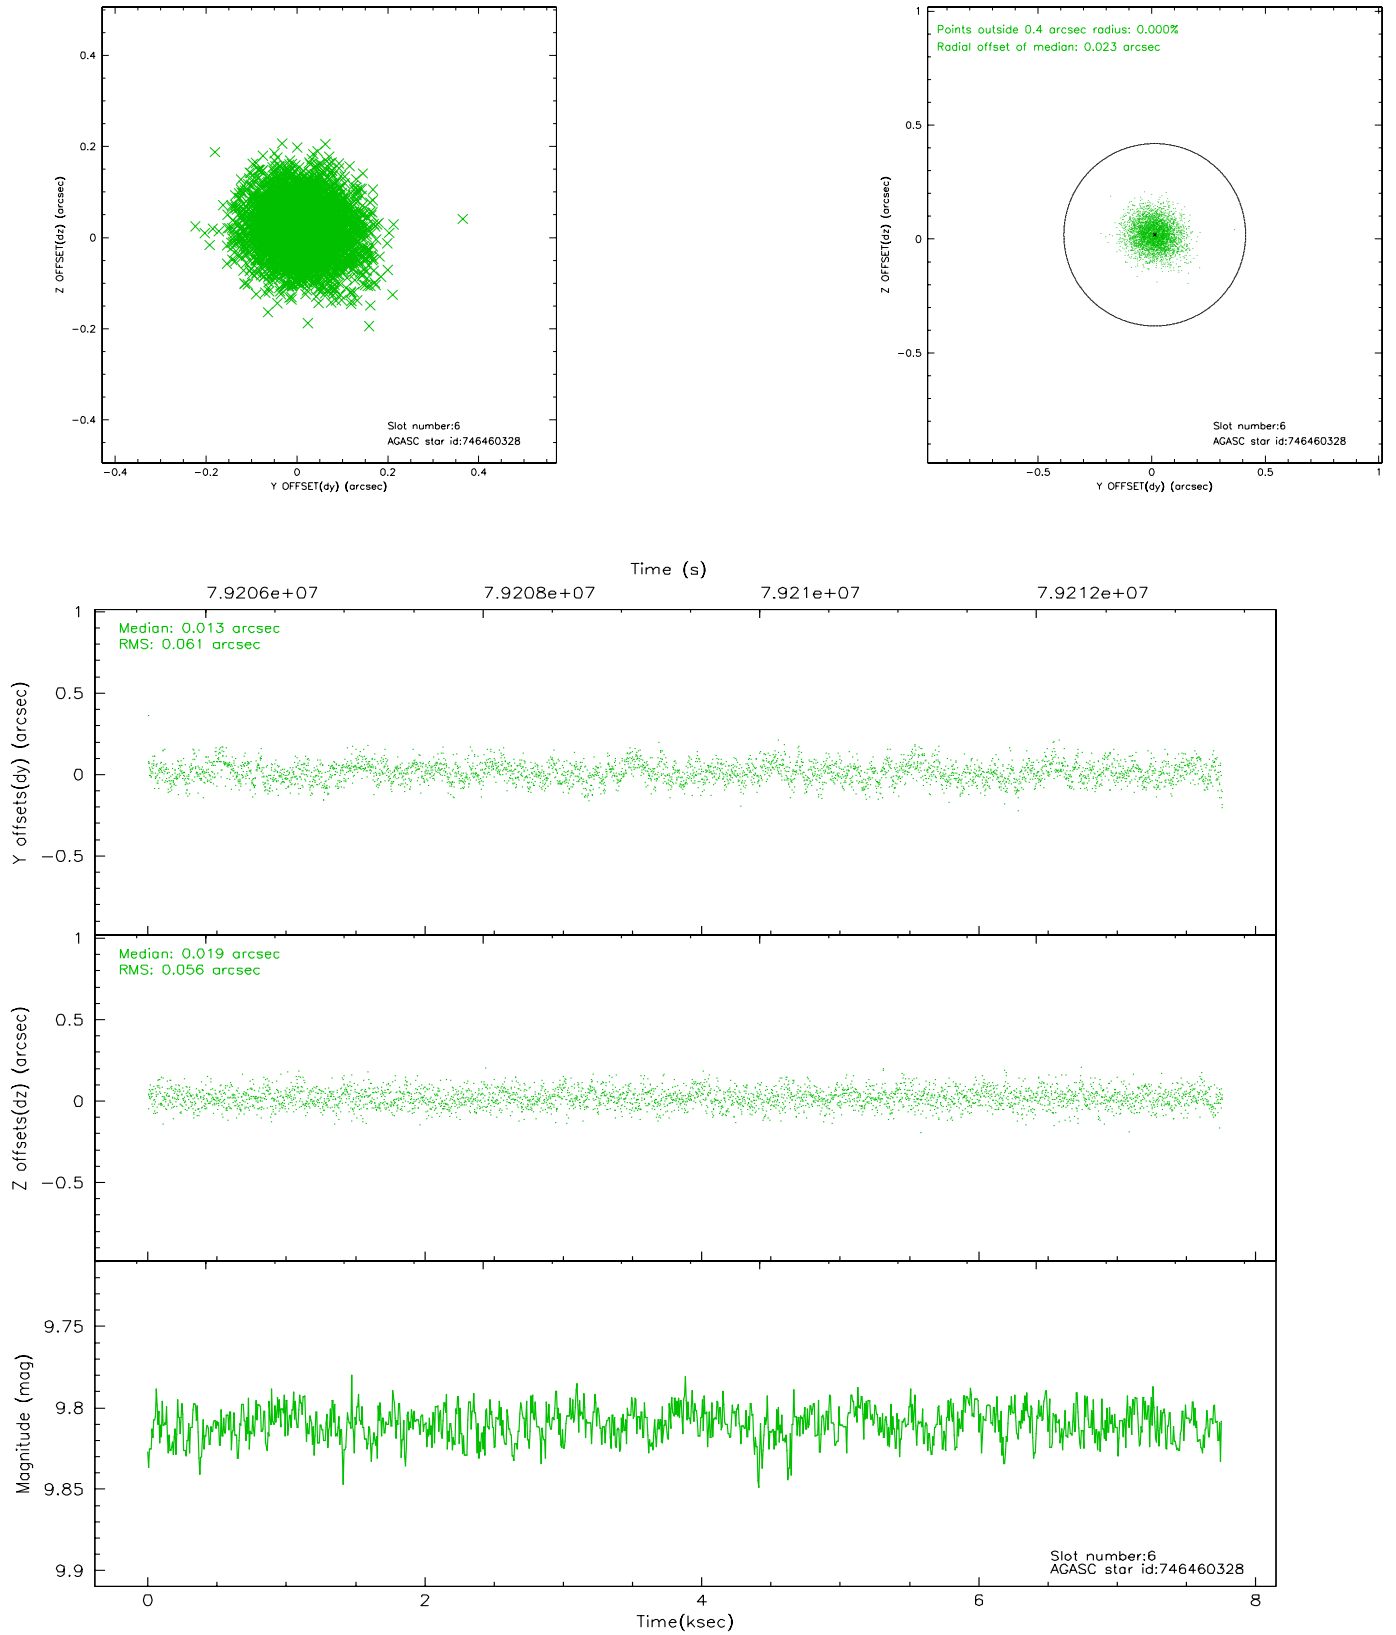 0.4
0.2
0
-0.2
-0.4
Z OFFSET(dz) (arcsec)
Slot number:6
AGASC star id:746460328
-0.4 -0.2 0 0.2 0.4
Y OFFSET(dy) (arcsec)
1
0.5
0
-0.5
Z OFFSET(dz) (arcsec)
Points outside 0.4 arcsec radius: 0.000%
Radial offset of median: 0.023 arcsec
Slot number:6
AGASC star id:746460328
-0.5 0 0.5 1
Y OFFSET(dy) (arcsec)
Time (s)
7.9206e+07 7.9208e+07 7.921e+07 7.9212e+07
1
0.5
0
-0.5
Y offsets(dy) (arcsec)
Median: 0.013 arcsec
RMS: 0.061 arcsec
1
0.5
0
-0.5
Z offsets(dz) (arcsec)
Median: 0.019 arcsec
RMS: 0.056 arcsec
9.75
9.8
9.85
9.9
Magnitude (mag)
Slot number:6
AGASC star id:746460328
0 2 4 6 8
Time(ksec)